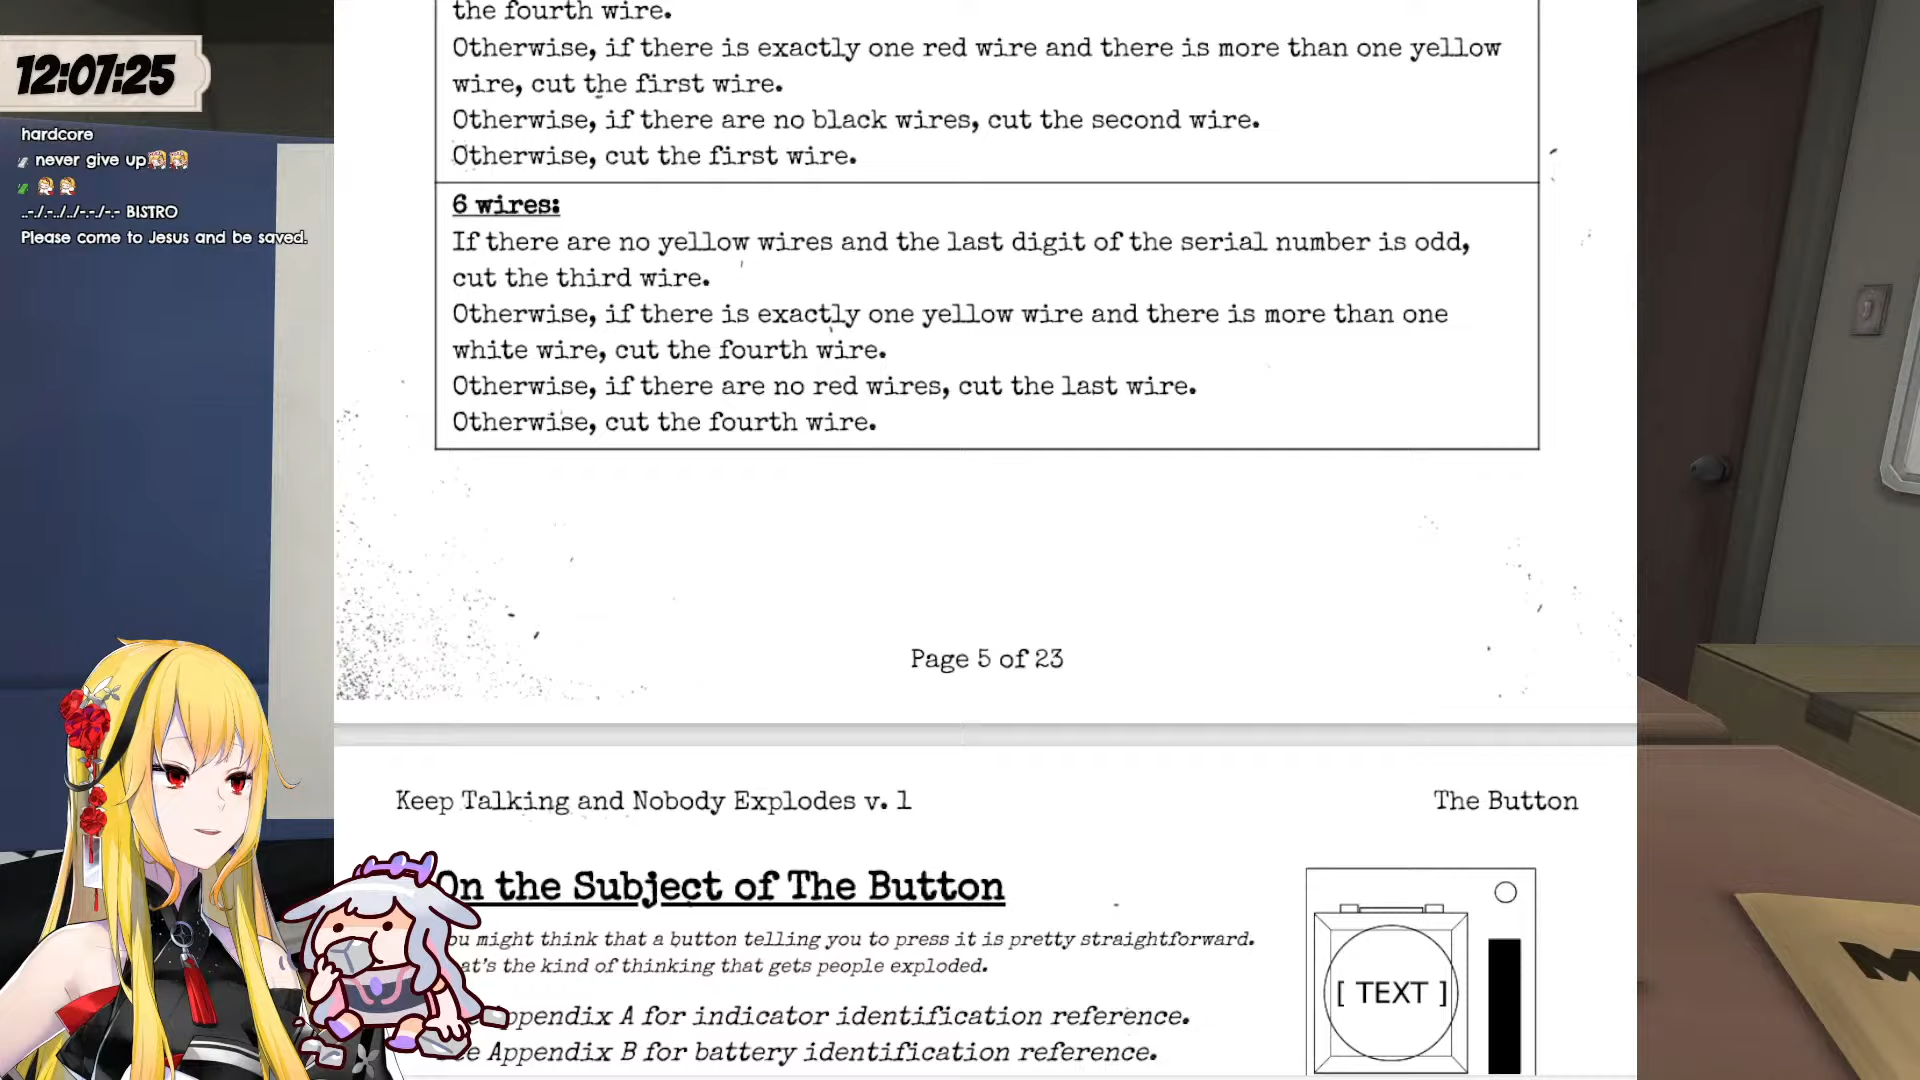 12:07:25
hardcore
never give up
..-./.-../../-.-./-.- BISTRO
Please come to Jesus and be saved.
the fourth wire.
Otherwise, if there is exactly one red wire and there is more than one yellow
wire, cut the first wire.
Otherwise, if there are no black wires, cut the second wire.
Otherwise, cut the first wire.
6 wires:
If there are no yellow wires and the last digit of the serial number is odd,
cut the third wire.
Otherwise, if there is exactly one yellow wire and there is more than one
white wire, cut the fourth wire.
Otherwise, if there are no red wires, cut the last wire.
Otherwise, cut the fourth wire.
Page 5 of 23
Keep Talking and Nobody Explodes v. 1
The Button
On the Subject of The Button
might think that a button telling you to press it is pretty straightforward.
the kind of thinking that gets people exploded.
[ TEXT ]
Appendix A for indicator identification reference.
Appendix B for battery identification reference.